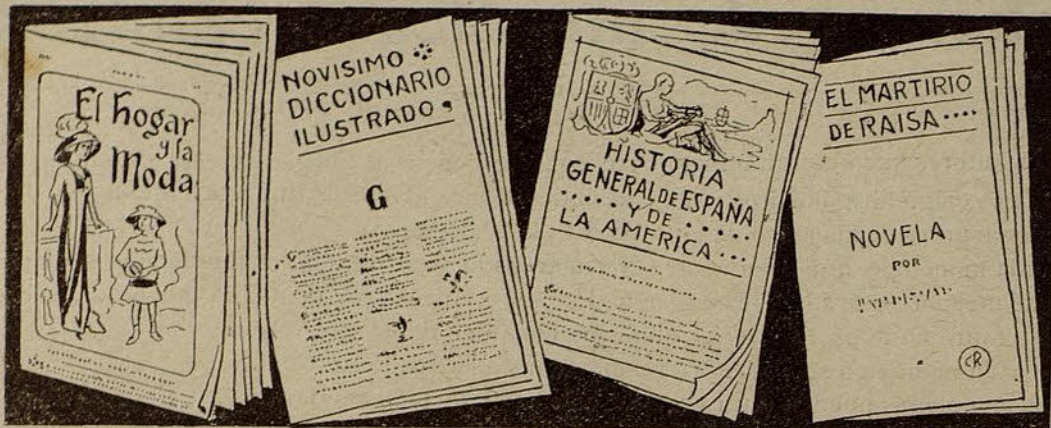 El hogar
y la
Moda
NOVISIMO
DICCIONARIO
ILUSTRADO
G
HISTORIA
GENERAL DE ESPAÑA
Y DE
LA AMERICA
EL MARTIRIO
DE RAISA
NOVELA
POR
CR